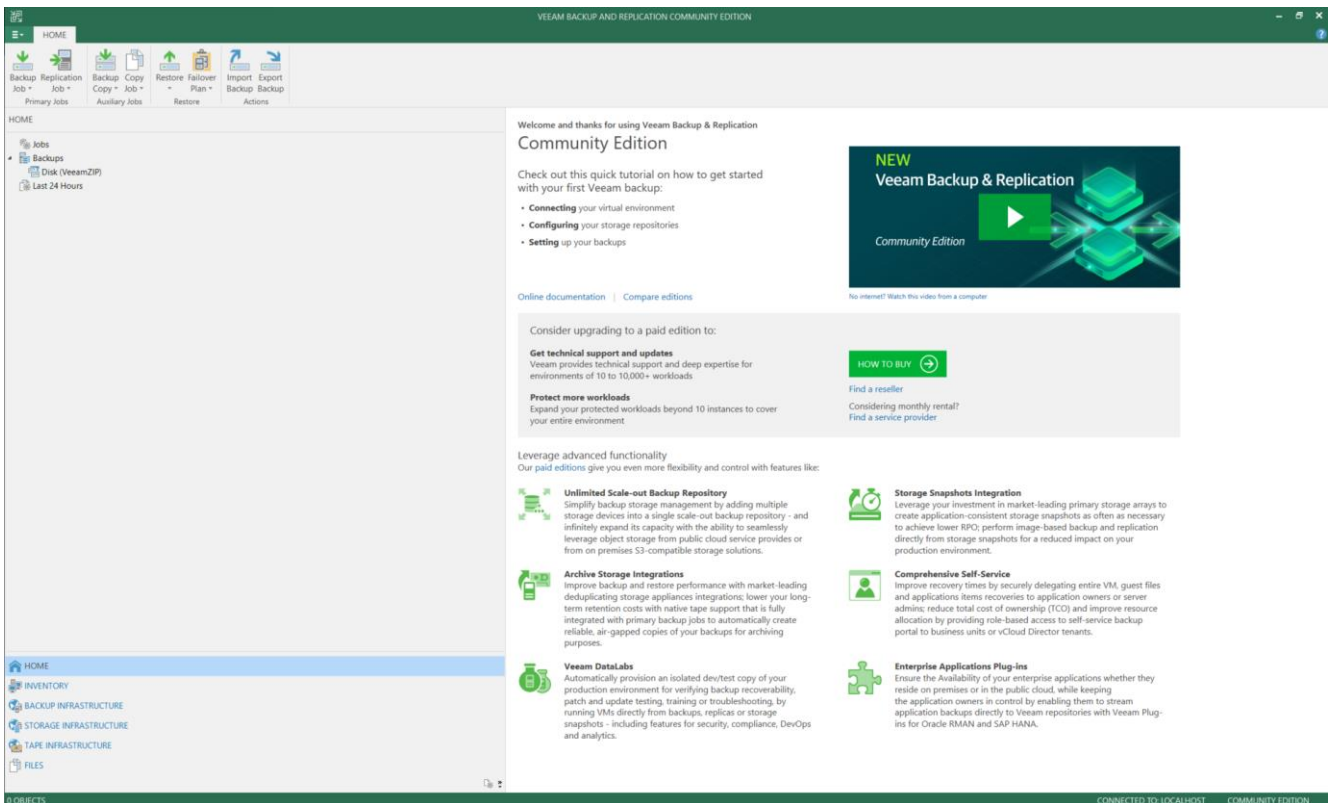 VEEAM BACKUP AND REPLICATION COMMUNITY EDITION
HOME
Backup Job
Replication Job
Primary Jobs
Backup Copy
Copy Job
Auxiliary Jobs
Restore
Failover Plan
Restore
Import Backup
Export Backup
Actions
HOME
Jobs
Backups
Disk (VeeamZIP)
Last 24 Hours
HOME
INVENTORY
BACKUP INFRASTRUCTURE
STORAGE INFRASTRUCTURE
TAPE INFRASTRUCTURE
FILES
Welcome and thanks for using Veeam Backup & Replication
Community Edition
Check out this quick tutorial on how to get started
with your first Veeam backup:
• Connecting your virtual environment
• Configuring your storage repositories
• Setting up your backups
Online documentation | Compare editions
NEW
Veeam Backup & Replication
Community Edition
No internet? Watch this video from a computer
Consider upgrading to a paid edition to:
Get technical support and updates
Veeam provides technical support and deep expertise for
environments of 10 to 10,000+ workloads
Protect more workloads
Expand your protected workloads beyond 10 instances to cover
your entire environment
HOW TO BUY
Find a reseller
Considering monthly rental?
Find a service provider
Leverage advanced functionality
Our paid editions give you even more flexibility and control with features like:
Unlimited Scale-out Backup Repository
Simplify backup storage management by adding multiple
storage devices into a single scale-out backup repository - and
infinitely expand its capacity with the ability to seamlessly
leverage object storage from public cloud service provides or
from on premises S3-compatible storage solutions.
Storage Snapshots Integration
Leverage your investment in market-leading primary storage arrays to
create application-consistent storage snapshots as often as necessary
to achieve lower RPO; perform image-based backup and replication
directly from storage snapshots for a reduced impact on your
production environment.
Archive Storage Integrations
Improve backup and restore performance with market-leading
deduplicating storage appliances integrations; lower your long-
term retention costs with native tape support that is fully
integrated with primary backup jobs to automatically create
reliable, air-gapped copies of your backups for archiving
purposes.
Comprehensive Self-Service
Improve recovery times by securely delegating entire VM, guest files
and applications items recoveries to application owners or server
admins; reduce total cost of ownership (TCO) and improve resource
allocation by providing role-based access to self-service backup
portal to business units or vCloud Director tenants.
Veeam DataLabs
Automatically provision an isolated dev/test copy of your
production environment for verifying backup recoverability,
patch and update testing, training or troubleshooting, by
running VMs directly from backups, replicas or storage
snapshots - including features for security, compliance, DevOps
and analytics.
Enterprise Applications Plug-ins
Ensure the Availability of your enterprise applications whether they
reside on premises or in the public cloud, while keeping
the application owners in control by enabling them to stream
application backups directly to Veeam repositories with Veeam Plug-
ins for Oracle RMAN and SAP HANA.
0 OBJECTS
CONNECTED TO: LOCALHOST
COMMUNITY EDITION